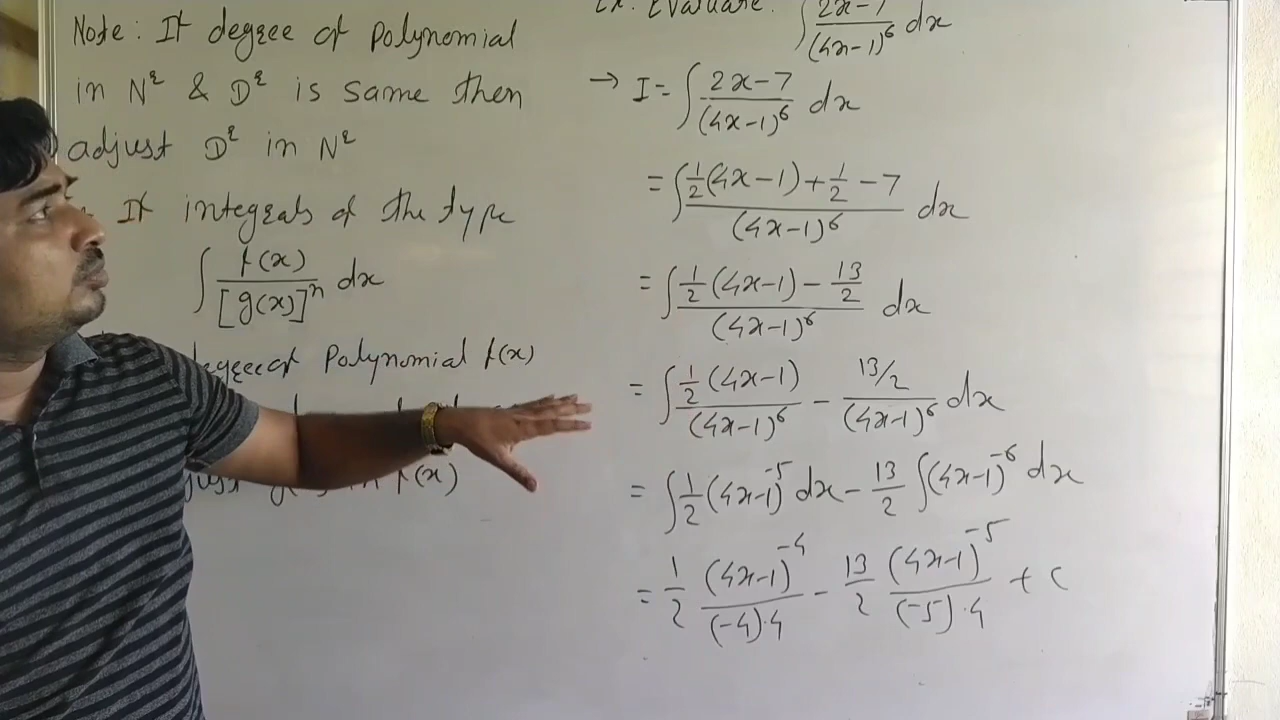 Note: If degree of polynomial
in Nʳ & Dʳ is same then
adjust Dʳ in Nʳ
If integrals of the type
∫ f(x)/[g(x)]ⁿ dx
degree of Polynomial f(x)
f(x)
Ex. Evaluate: ∫ (2x-7)/(4x-1)⁶ dx
→ I = ∫ (2x-7)/(4x-1)⁶ dx
= ∫ (½(4x-1)+½-7)/(4x-1)⁶ dx
= ∫ (½(4x-1) - 13/2)/(4x-1)⁶ dx
= ∫ ½(4x-1)/(4x-1)⁶ - (13/2)/(4x-1)⁶ dx
= ∫ ½(4x-1)⁻⁵ dx - 13/2 ∫(4x-1)⁻⁶ dx
= ½ (4x-1)⁻⁴/((-4)·4) - 13/2 (4x-1)⁻⁵/((-5)·4) + c